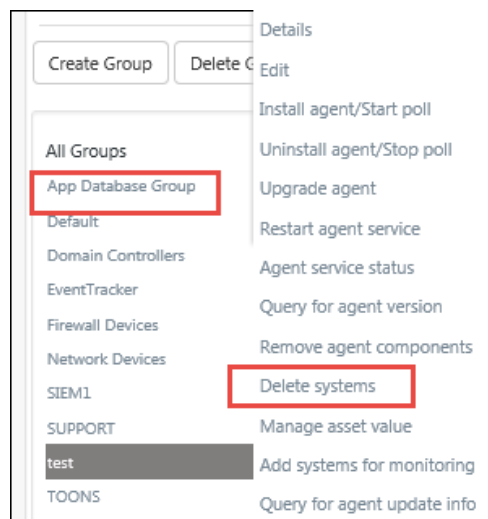 Create Group
Delete G
All Groups
App Database Group
Default
Domain Controllers
EventTracker
Firewall Devices
Network Devices
SIEM1
SUPPORT
test
TOONS
Details
Edit
Install agent/Start poll
Uninstall agent/Stop poll
Upgrade agent
Restart agent service
Agent service status
Query for agent version
Remove agent components
Delete systems
Manage asset value
Add systems for monitoring
Query for agent update info